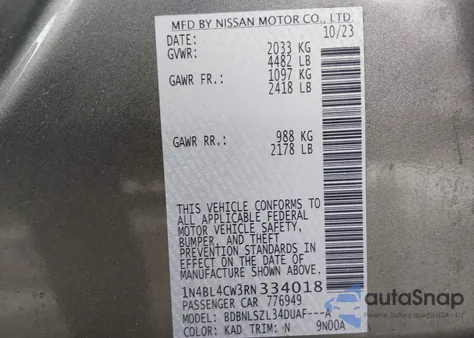 MFD BY NISSAN MOTOR CO., LTD.
DATE: 10/23
GVWR: 2033 KG
4482 LB
GAWR FR.: 1097 KG
2418 LB
GAWR RR.: 988 KG
2178 LB
THIS VEHICLE CONFORMS TO
ALL APPLICABLE FEDERAL
MOTOR VEHICLE SAFETY,
BUMPER, AND THEFT
PREVENTION STANDARDS IN
EFFECT ON THE DATE OF
MANUFACTURE SHOWN ABOVE.
1N4BL4CW3RN334018
PASSENGER CAR 776949
MODEL: BDBNLSZL34DUAF---A
COLOR: KAD TRIM: N 9N00A
autoSnap